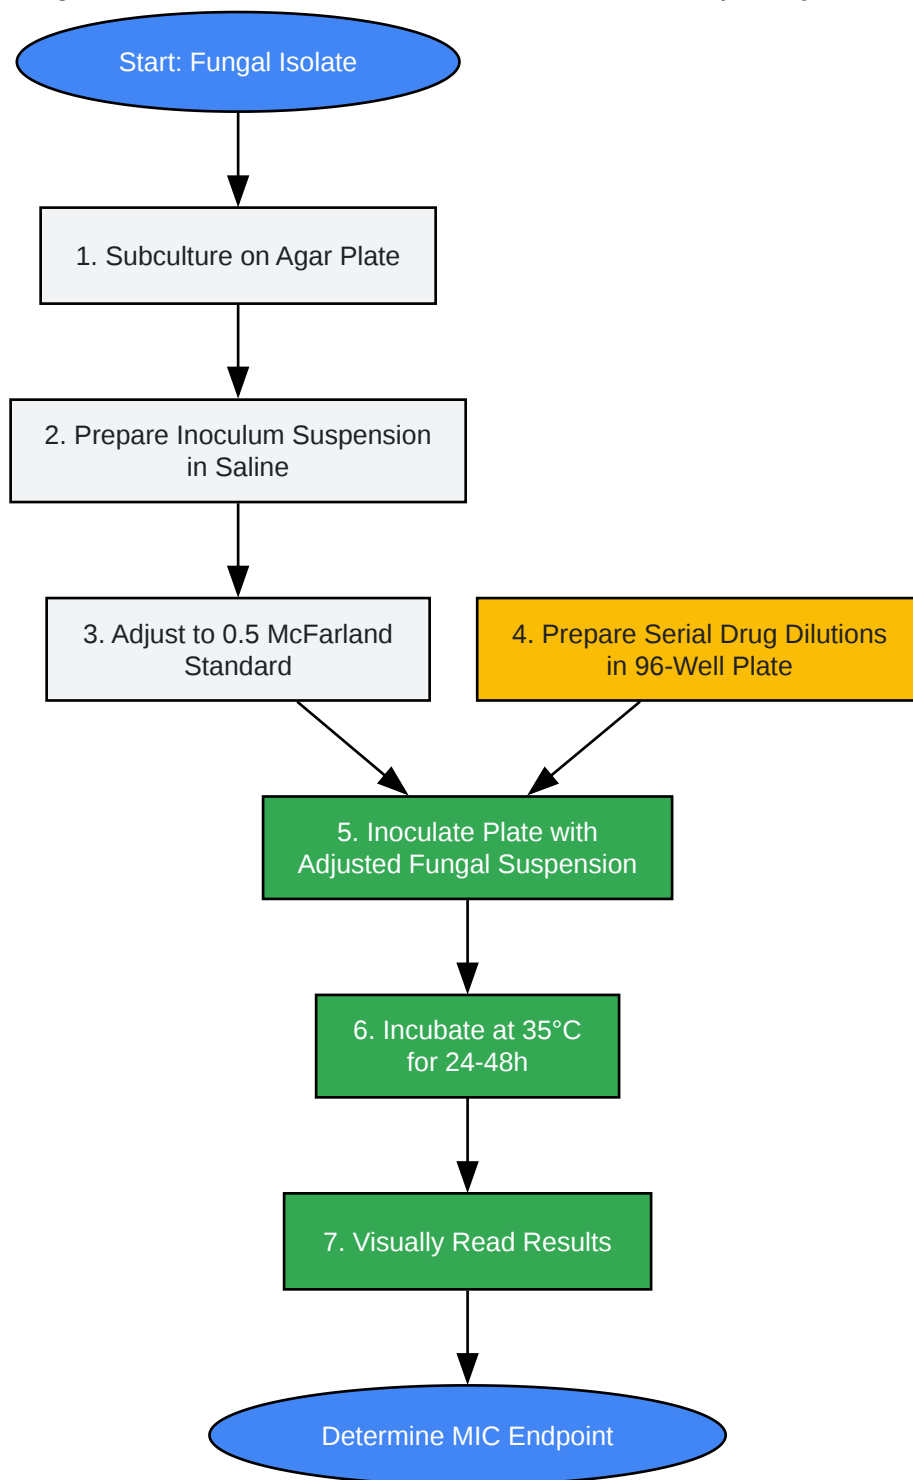 Start: Fungal Isolate
1. Subculture on Agar Plate
2. Prepare Inoculum Suspension
in Saline
3. Adjust to 0.5 McFarland
Standard
4. Prepare Serial Drug Dilutions
in 96-Well Plate
5. Inoculate Plate with
Adjusted Fungal Suspension
6. Incubate at 35°C
for 24-48h
7. Visually Read Results
Determine MIC Endpoint